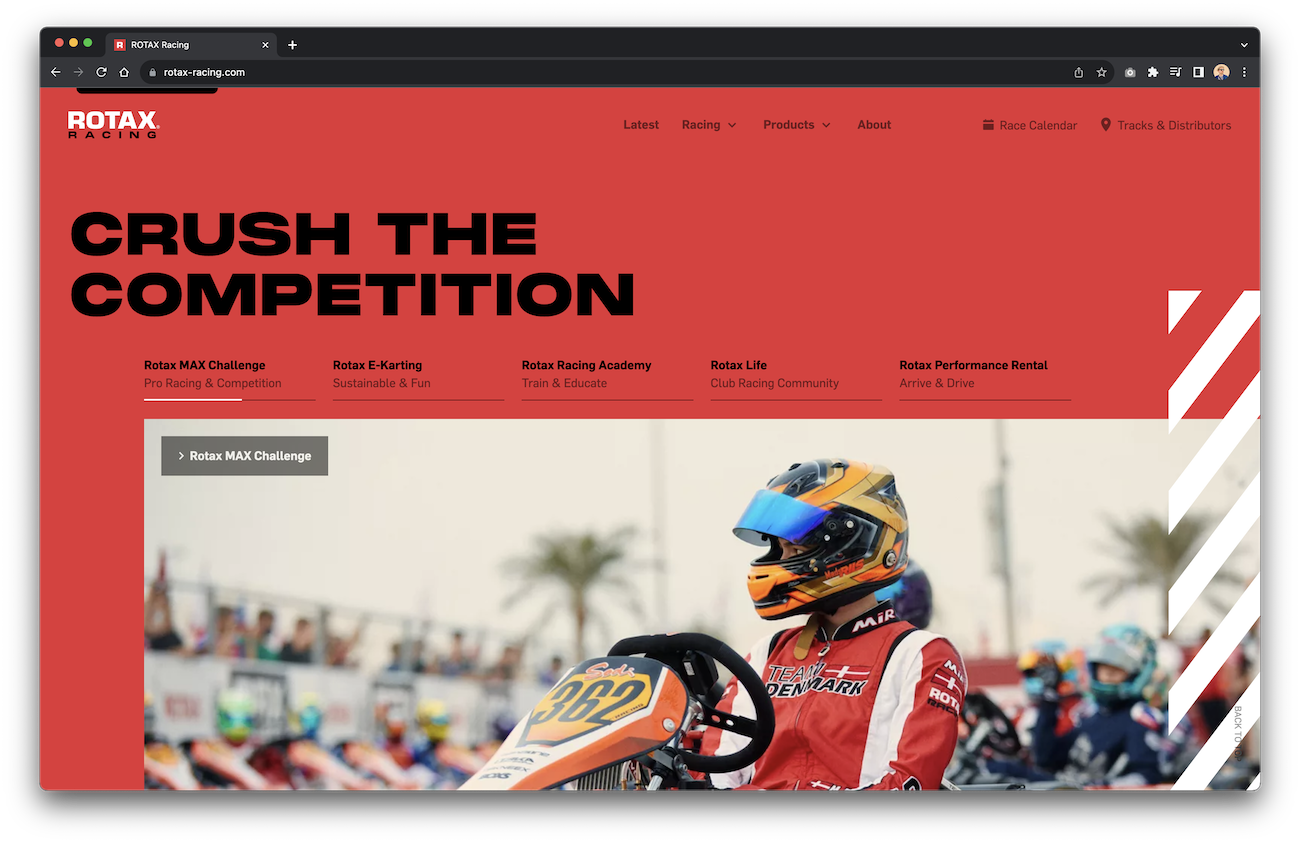 R ROTAX Racing
rotax-racing.com
ROTAX
RACING
Latest
Racing
Products
About
Race Calendar
Tracks & Distributors
CRUSH THE
COMPETITION
Rotax MAX Challenge
Pro Racing & Competition
Rotax E-Karting
Sustainable & Fun
Rotax Racing Academy
Train & Educate
Rotax Life
Club Racing Community
Rotax Performance Rental
Arrive & Drive
Rotax MAX Challenge
MiR
TEAM
DENMARK
362
BACK TO TOP